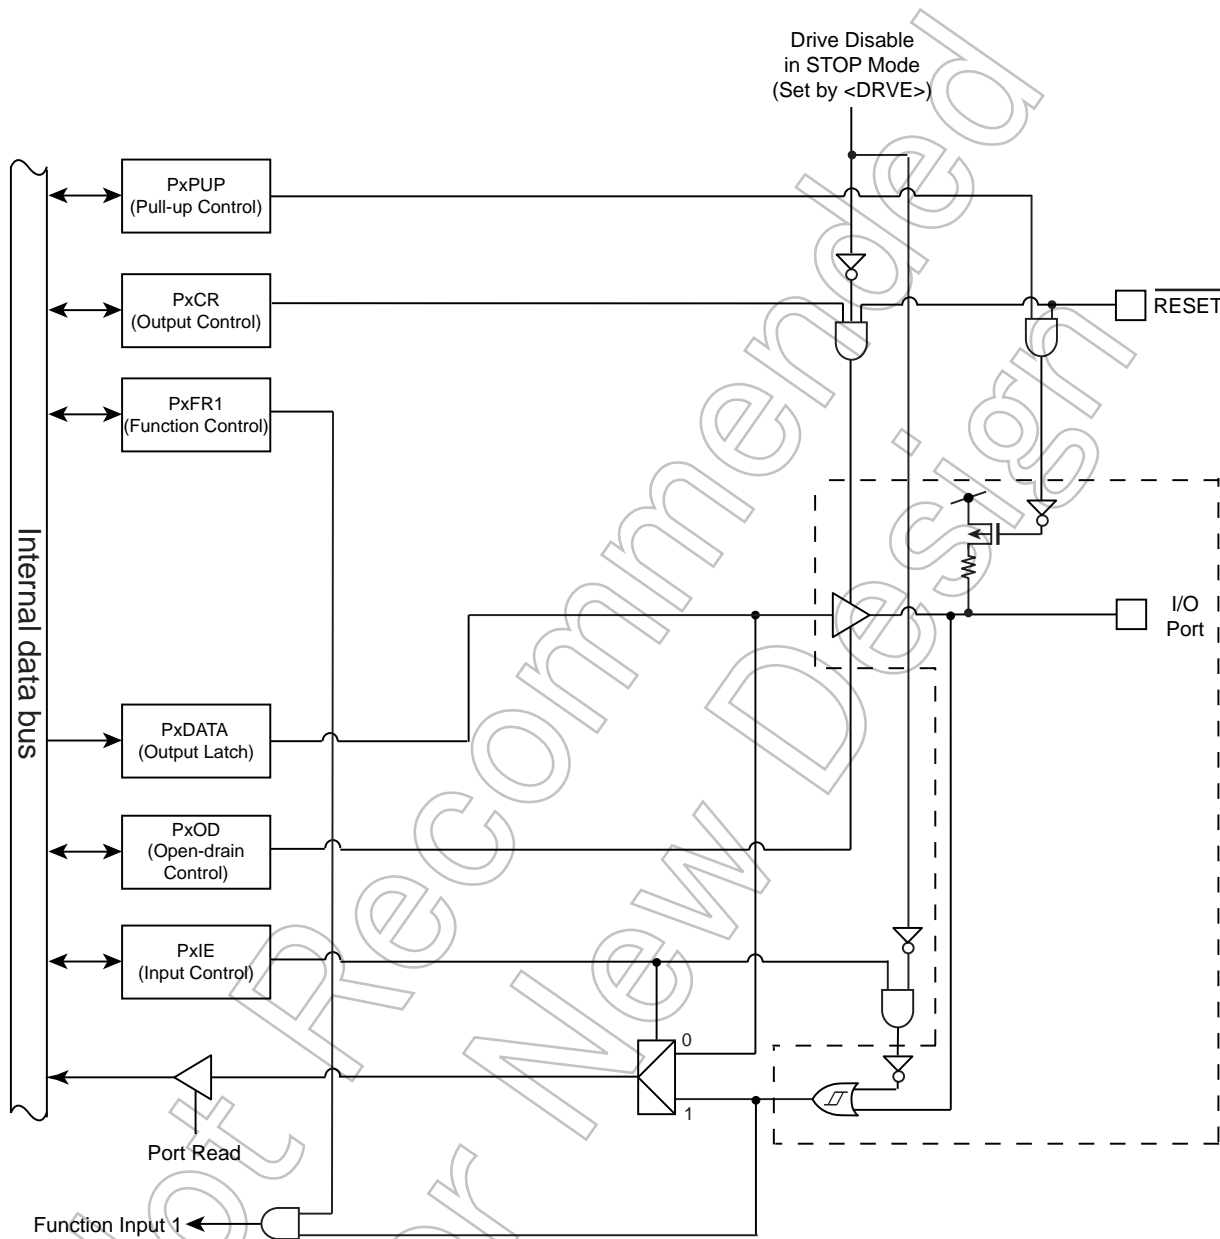 Drive Disable
in STOP Mode
(Set by <DRVE>)
PxPUP
(Pull-up Control)
PxCR
(Output Control)
RESET
PxFR1
(Function Control)
Internal data bus
I/O
Port
PxDATA
(Output Latch)
PxOD
(Open-drain
Control)
PxIE
(Input Control)
0
1
Port Read
Function Input 1
Not Recommended
for New Design